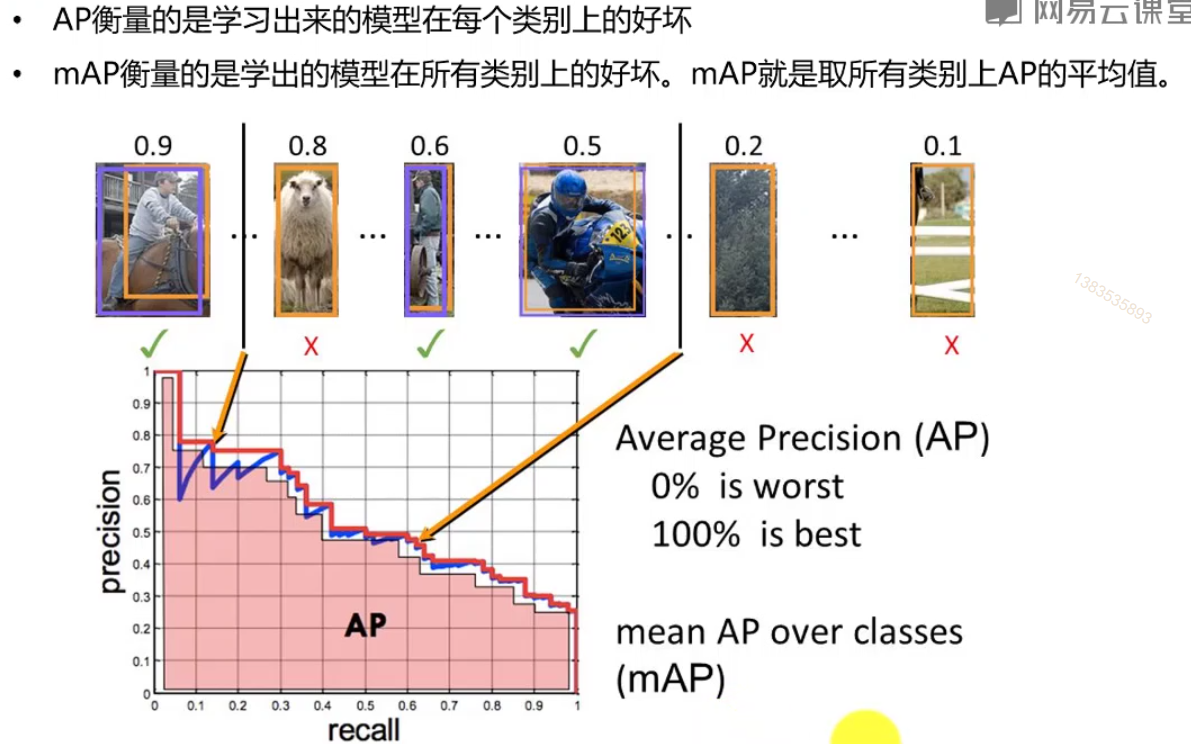 网易云课堂
• AP衡量的是学习出来的模型在每个类别上的好坏
• mAP衡量的是学出的模型在所有类别上的好坏。mAP就是取所有类别上AP的平均值。
0.9 0.8 0.6 0.5 0.2 0.1
... ... ... ... ...
12
1383535893
✓ X ✓ ✓ X X
1
0.9
0.8
0.7
0.6
0.5
0.4
0.3
0.2
0.1
0
precision
AP
0 0.1 0.2 0.3 0.4 0.5 0.6 0.7 0.8 0.9 1
recall
Average Precision (AP)
0% is worst
100% is best
mean AP over classes
(mAP)